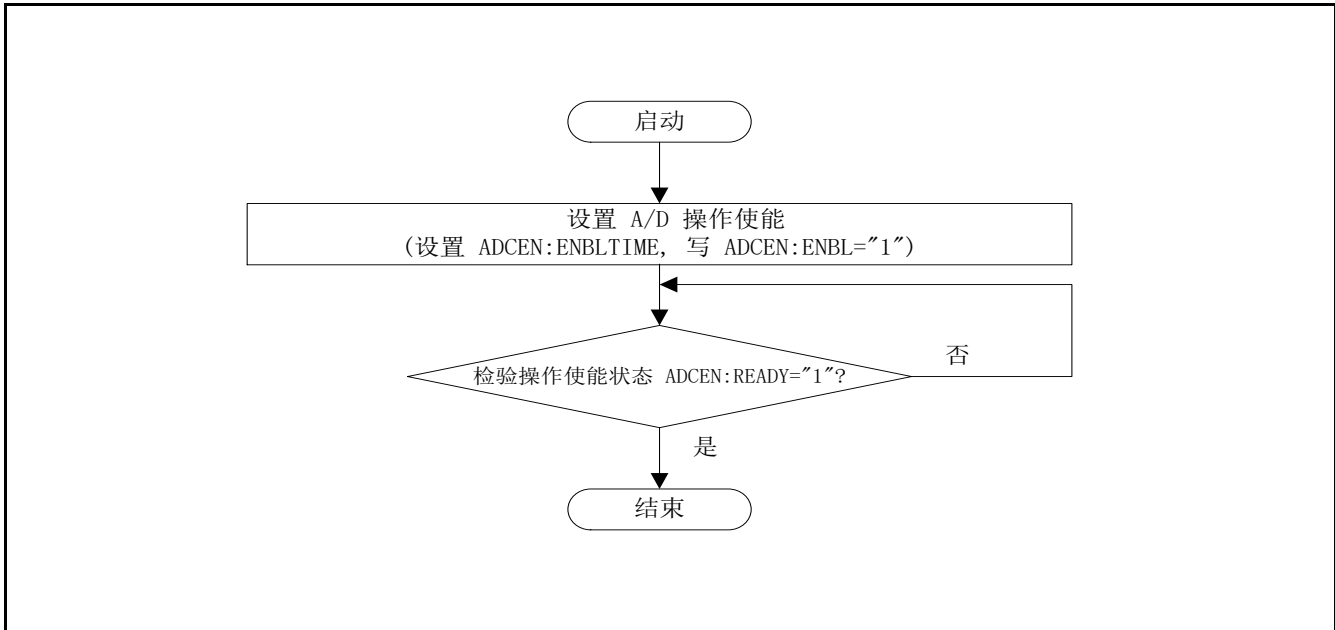 启动
设置 A/D 操作使能
(设置 ADCEN:ENBLTIME, 写 ADCEN:ENBL="1")
否
检验操作使能状态 ADCEN:READY="1"?
是
结束